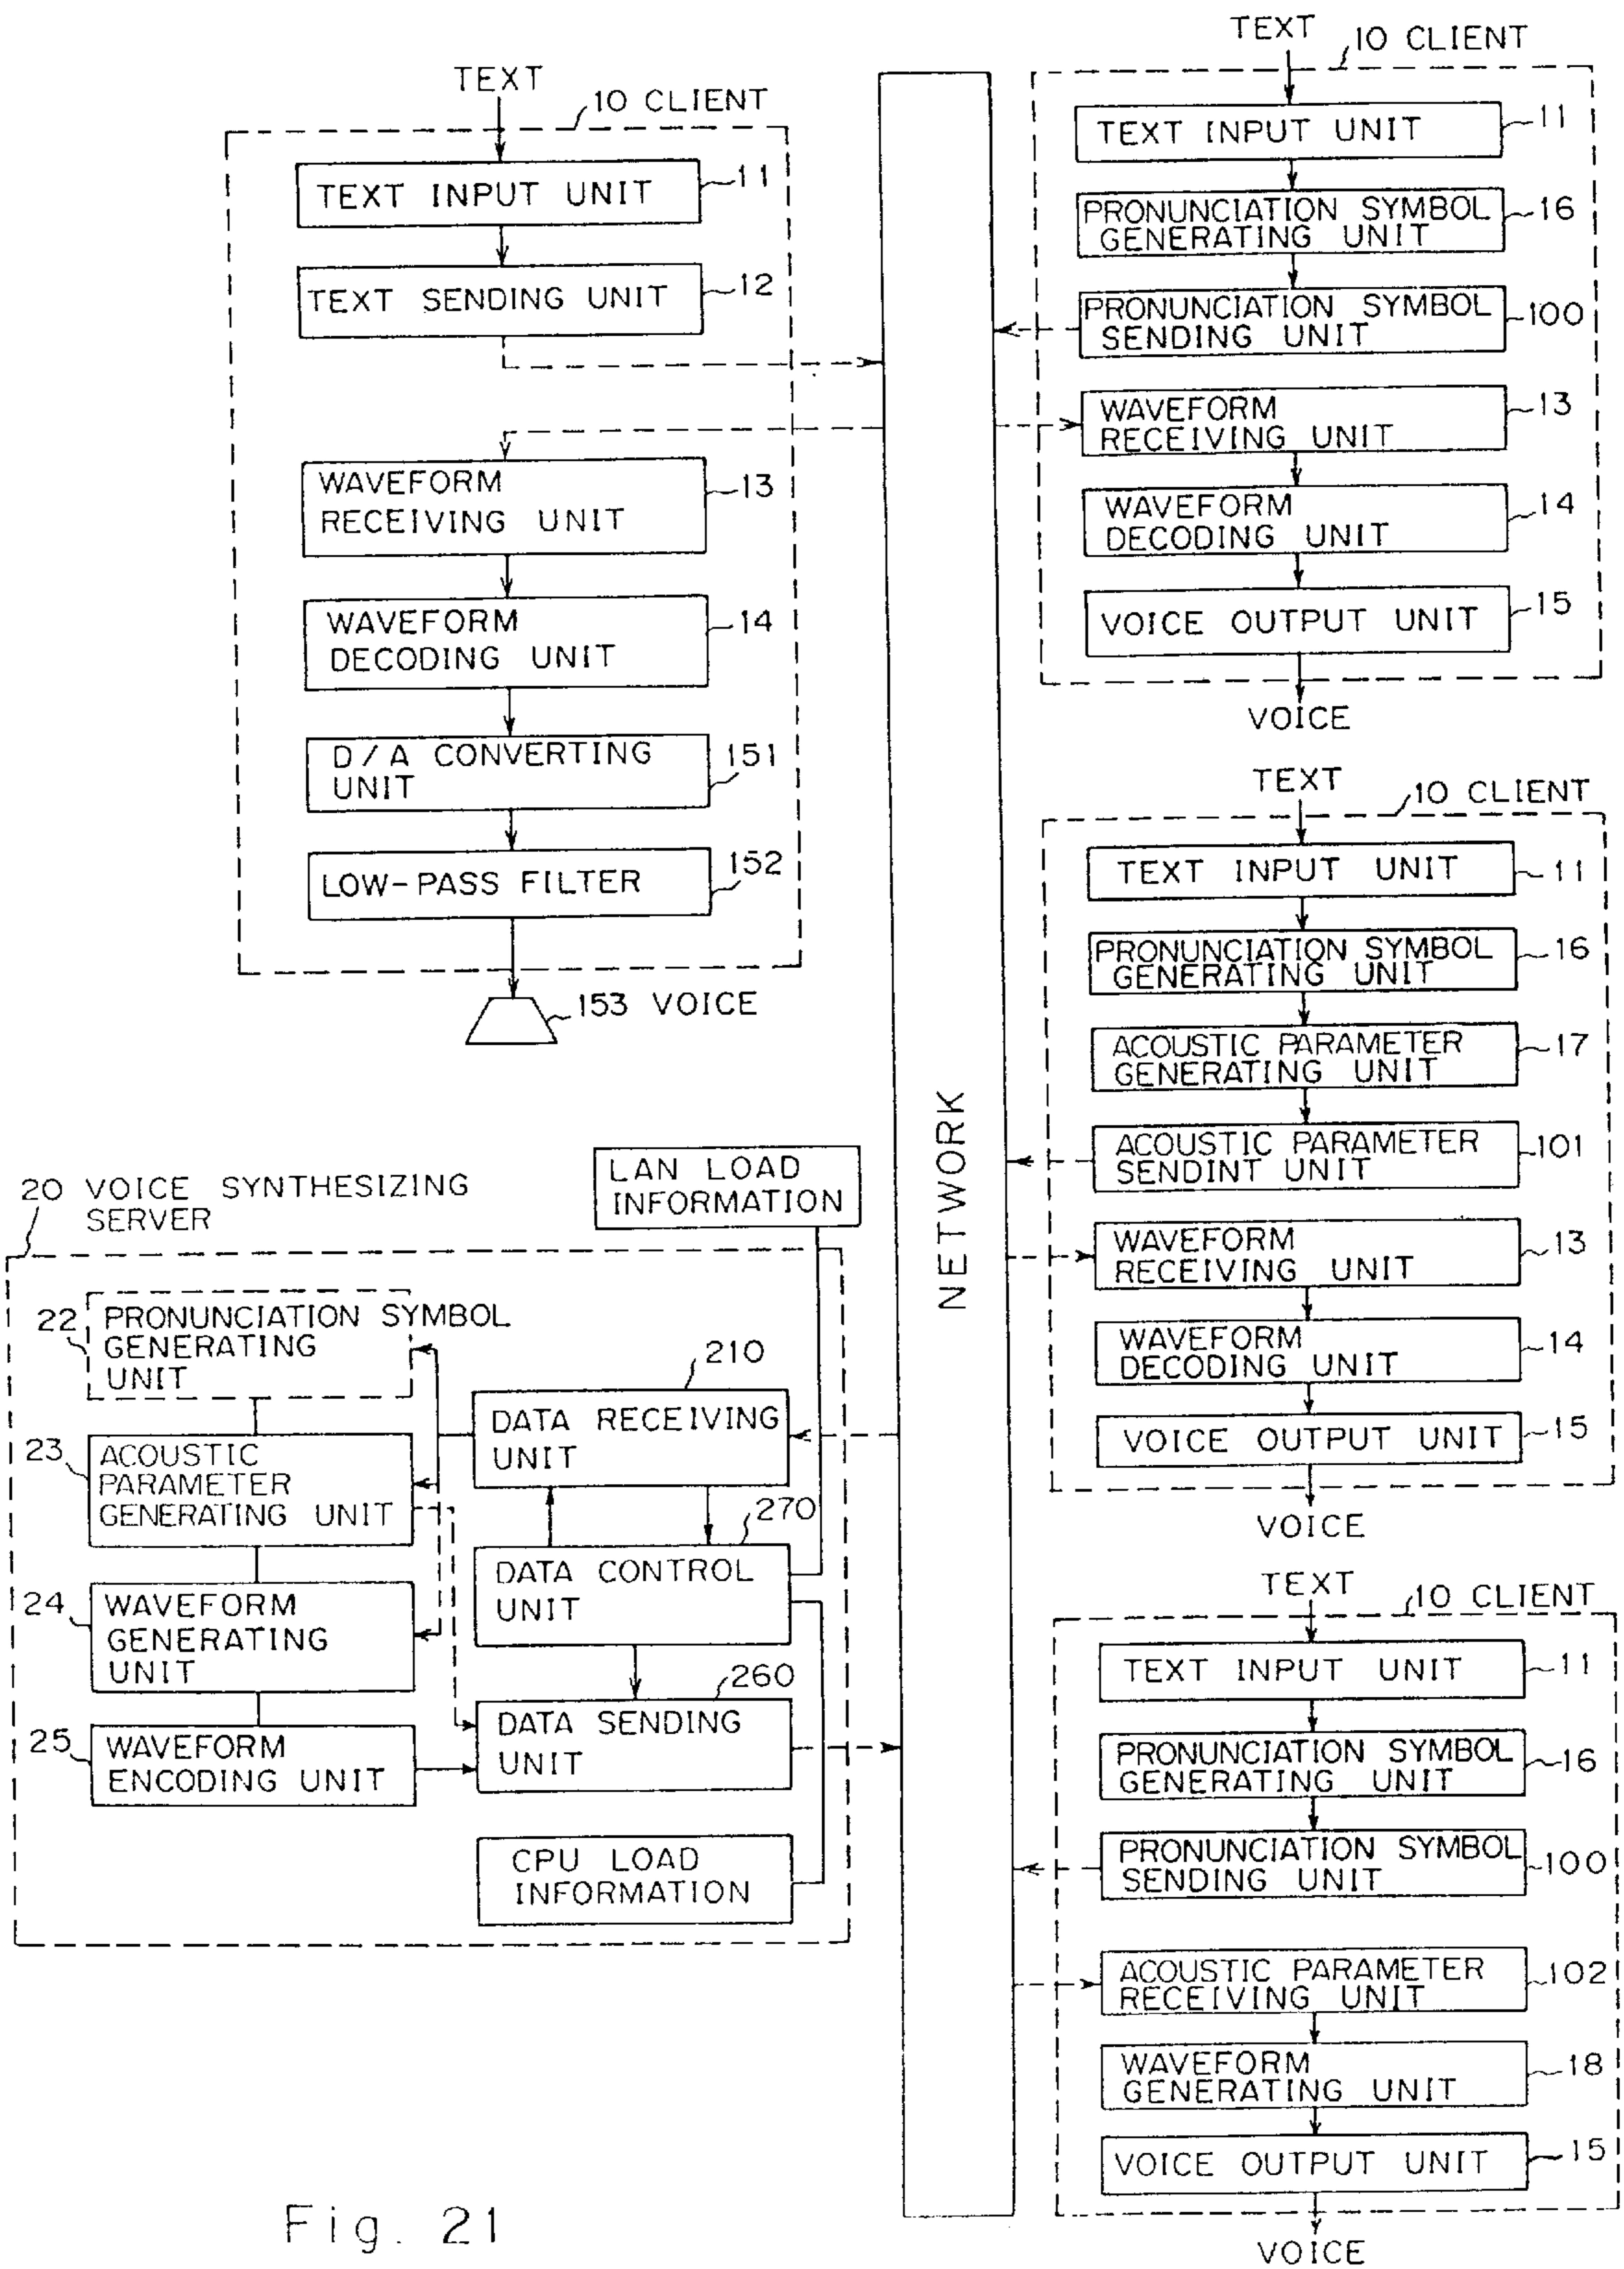 TEXT
10 CLIENT
TEXT INPUT UNIT
11
TEXT SENDING UNIT
12
WAVEFORM
RECEIVING UNIT
13
WAVEFORM
DECODING UNIT
14
D/A CONVERTING
UNIT
151
LOW-PASS FILTER
152
153 VOICE
LAN LOAD
INFORMATION
20 VOICE SYNTHESIZING
SERVER
22
PRONUNCIATION SYMBOL
GENERATING
UNIT
23
ACOUSTIC
PARAMETER
GENERATING UNIT
24
WAVEFORM
GENERATING
UNIT
25
WAVEFORM
ENCODING UNIT
210
DATA RECEIVING
UNIT
270
DATA CONTROL
UNIT
260
DATA SENDING
UNIT
CPU LOAD
INFORMATION
NETWORK
TEXT
10 CLIENT
TEXT INPUT UNIT
11
PRONUNCIATION SYMBOL
GENERATING UNIT
16
PRONUNCIATION SYMBOL
SENDING UNIT
100
WAVEFORM
RECEIVING UNIT
13
WAVEFORM
DECODING UNIT
14
VOICE OUTPUT UNIT
15
VOICE
TEXT
10 CLIENT
TEXT INPUT UNIT
11
PRONUNCIATION SYMBOL
GENERATING UNIT
16
ACOUSTIC PARAMETER
GENERATING UNIT
17
ACOUSTIC PARAMETER
SENDINT UNIT
101
WAVEFORM
RECEIVING UNIT
13
WAVEFORM
DECODING UNIT
14
VOICE OUTPUT UNIT
15
VOICE
TEXT
10 CLIENT
TEXT INPUT UNIT
11
PRONUNCIATION SYMBOL
GENERATING UNIT
16
PRONUNCIATION SYMBOL
SENDING UNIT
100
ACOUSTIC PARAMETER
RECEIVING UNIT
102
WAVEFORM
GENERATING UNIT
18
VOICE OUTPUT UNIT
15
VOICE
Fig. 21